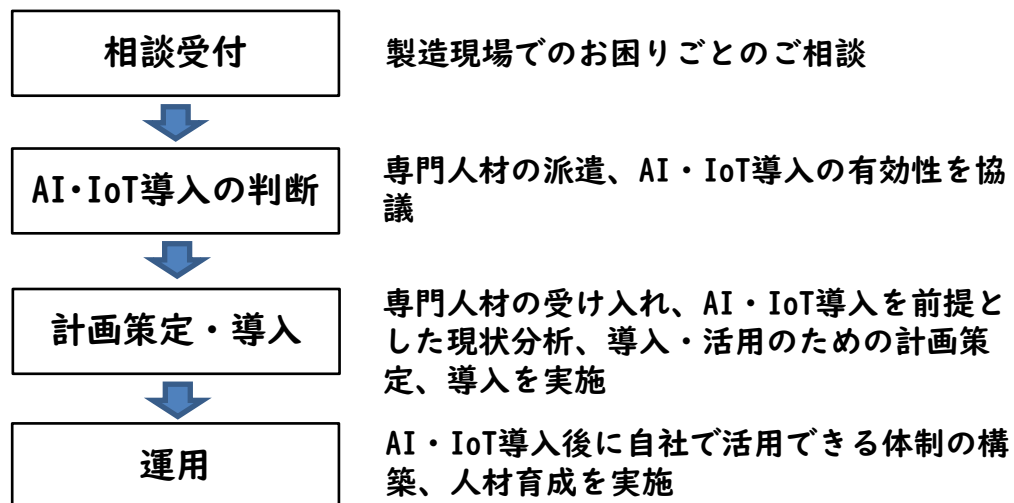 相談受付
製造現場でのお困りごとのご相談
AI・IoT導入の判断
専門人材の派遣、AI・IoT導入の有効性を協
議
計画策定・導入
専門人材の受け入れ、AI・IoT導入を前提と
した現状分析、導入・活用のための計画策
定、導入を実施
運用
AI・IoT導入後に自社で活用できる体制の構
築、人材育成を実施